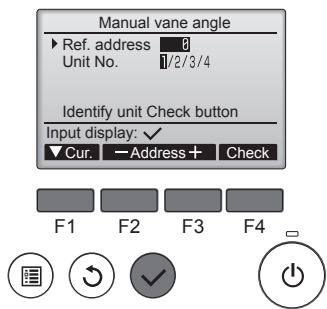 Manual vane angle
Ref. address 0
Unit No. 1/2/3/4
Identify unit Check button
Input display: ✓
▼Cur. －Address＋ Check
F1 F2 F3 F4